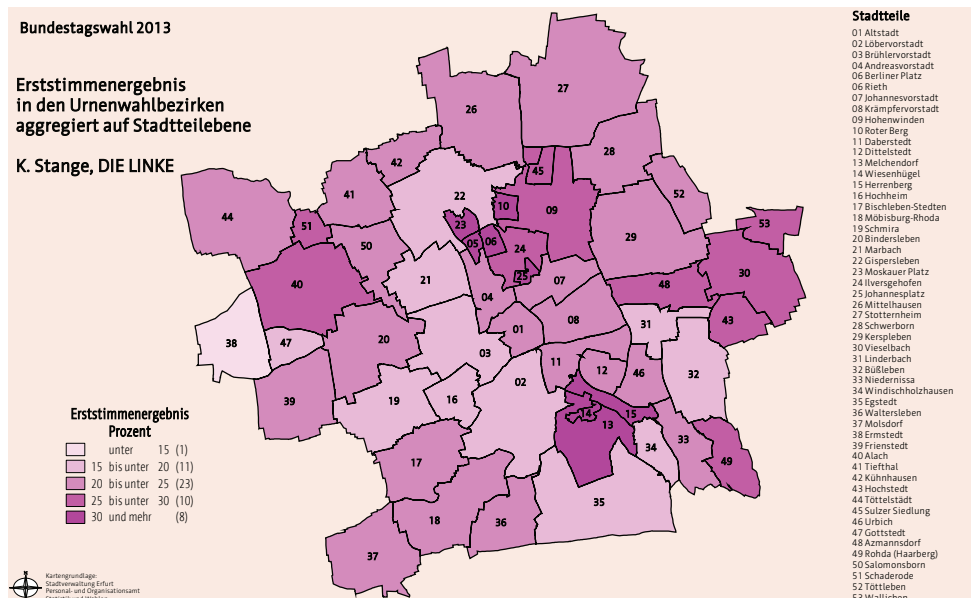 Bundestagswahl 2013
Erststimmenergebnis
in den Urnenwahlbezirken
aggregiert auf Stadtteilebene
K. Stange, DIE LINKE
27
26
28
42
45
41
22
52
10
44
09
23
51
53
50
05
06
29
24
25
30
21
40
07
48
04
43
08
31
01
38
47
20
03
11
12
46
32
02
16
19
39
14
15
13
34
33
17
49
35
18
36
37
Erststimmenergebnis
Prozent
unter 15 (1)
15 bis unter 20 (11)
20 bis unter 25 (23)
25 bis unter 30 (10)
30 und mehr (8)
Kartengrundlage:
Stadtverwaltung Erfurt
Personal- und Organisationsamt
Stadtteile
01 Altstadt
02 Löbervorstadt
03 Brühlervorstadt
04 Andreasvorstadt
06 Berliner Platz
06 Rieth
07 Johannesvorstadt
08 Krämpfervorstadt
09 Hohenwinden
10 Roter Berg
11 Daberstedt
12 Dittelstedt
13 Melchendorf
14 Wiesenhügel
15 Herrenberg
16 Hochheim
17 Bischleben-Stedten
18 Möbisburg-Rhoda
19 Schmira
20 Bindersleben
21 Marbach
22 Gispersleben
23 Moskauer Platz
24 Ilversgehofen
25 Johannesplatz
26 Mittelhausen
27 Stotternheim
28 Schwerborn
29 Kerspleben
30 Vieselbach
31 Linderbach
32 Büßleben
33 Niedernissa
34 Windischholzhausen
35 Egstedt
36 Waltersleben
37 Molsdorf
38 Ermstedt
39 Frienstedt
40 Alach
41 Tiefthal
42 Kühnhausen
43 Hochstedt
44 Töttelstädt
45 Sulzer Siedlung
46 Urbich
47 Gottstedt
48 Azmannsdorf
49 Rohda (Haarberg)
50 Salomonsborn
51 Schaderode
52 Töttleben
53 Wallichen